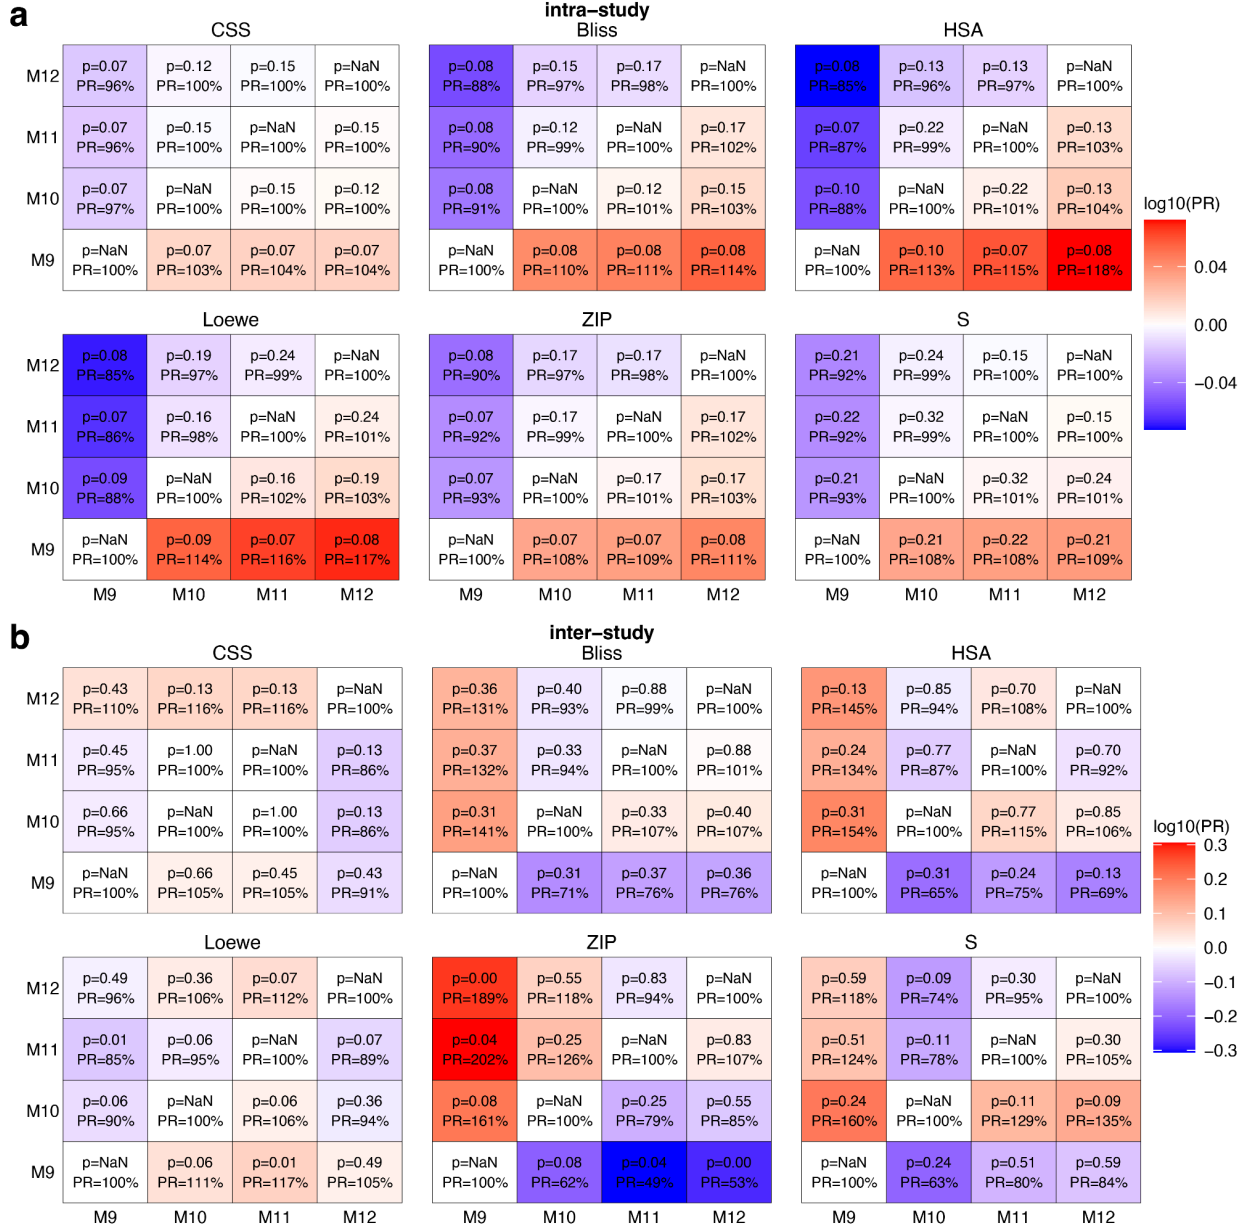 a
intra-study
CSS Bliss HSA
M12 p=0.07 p=0.12 p=0.15 p=NaN p=0.08 p=0.15 p=0.17 p=NaN p=0.08 p=0.13 p=0.13 p=NaN
PR=96% PR=100% PR=100% PR=100% PR=88% PR=97% PR=98% PR=100% PR=85% PR=96% PR=97% PR=100%
M11 p=0.07 p=0.15 p=NaN p=0.15 p=0.08 p=0.12 p=NaN p=0.17 p=0.07 p=0.22 p=NaN p=0.13
PR=96% PR=100% PR=100% PR=100% PR=90% PR=99% PR=100% PR=102% PR=87% PR=99% PR=100% PR=103%
M10 p=0.07 p=NaN p=0.15 p=0.12 p=0.08 p=NaN p=0.12 p=0.15 p=0.10 p=NaN p=0.22 p=0.13
PR=97% PR=100% PR=100% PR=100% PR=91% PR=100% PR=101% PR=103% PR=88% PR=100% PR=101% PR=104%
M9 p=NaN p=0.07 p=0.07 p=0.07 p=NaN p=0.08 p=0.08 p=0.08 p=NaN p=0.10 p=0.07 p=0.08
PR=100% PR=103% PR=104% PR=104% PR=100% PR=110% PR=111% PR=114% PR=100% PR=113% PR=115% PR=118%
log10(PR)
0.04
0.00
−0.04
Loewe ZIP S
M12 p=0.08 p=0.19 p=0.24 p=NaN p=0.08 p=0.17 p=0.17 p=NaN p=0.21 p=0.24 p=0.15 p=NaN
PR=85% PR=97% PR=99% PR=100% PR=90% PR=97% PR=98% PR=100% PR=92% PR=99% PR=100% PR=100%
M11 p=0.07 p=0.16 p=NaN p=0.24 p=0.07 p=0.17 p=NaN p=0.17 p=0.22 p=0.32 p=NaN p=0.15
PR=86% PR=98% PR=100% PR=101% PR=92% PR=99% PR=100% PR=102% PR=92% PR=99% PR=100% PR=100%
M10 p=0.09 p=NaN p=0.16 p=0.19 p=0.07 p=NaN p=0.17 p=0.17 p=0.21 p=NaN p=0.32 p=0.24
PR=88% PR=100% PR=102% PR=103% PR=93% PR=100% PR=101% PR=103% PR=93% PR=100% PR=101% PR=101%
M9 p=NaN p=0.09 p=0.07 p=0.08 p=NaN p=0.07 p=0.07 p=0.08 p=NaN p=0.21 p=0.22 p=0.21
PR=100% PR=114% PR=116% PR=117% PR=100% PR=108% PR=109% PR=111% PR=100% PR=108% PR=108% PR=109%
M9 M10 M11 M12 M9 M10 M11 M12 M9 M10 M11 M12
b
inter-study
CSS Bliss HSA
M12 p=0.43 p=0.13 p=0.13 p=NaN p=0.36 p=0.40 p=0.88 p=NaN p=0.13 p=0.85 p=0.70 p=NaN
PR=110% PR=116% PR=116% PR=100% PR=131% PR=93% PR=99% PR=100% PR=145% PR=94% PR=108% PR=100%
M11 p=0.45 p=1.00 p=NaN p=0.13 p=0.37 p=0.33 p=NaN p=0.88 p=0.24 p=0.77 p=NaN p=0.70
PR=95% PR=100% PR=100% PR=86% PR=132% PR=94% PR=100% PR=101% PR=134% PR=87% PR=100% PR=92%
M10 p=0.66 p=NaN p=1.00 p=0.13 p=0.31 p=NaN p=0.33 p=0.40 p=0.31 p=NaN p=0.77 p=0.85
PR=95% PR=100% PR=100% PR=86% PR=141% PR=100% PR=107% PR=107% PR=154% PR=100% PR=115% PR=106%
M9 p=NaN p=0.66 p=0.45 p=0.43 p=NaN p=0.31 p=0.37 p=0.36 p=NaN p=0.31 p=0.24 p=0.13
PR=100% PR=105% PR=105% PR=91% PR=100% PR=71% PR=76% PR=76% PR=100% PR=65% PR=75% PR=69%
log10(PR)
0.3
0.2
0.1
0.0
−0.1
−0.2
−0.3
Loewe ZIP S
M12 p=0.49 p=0.36 p=0.07 p=NaN p=0.00 p=0.55 p=0.83 p=NaN p=0.59 p=0.09 p=0.30 p=NaN
PR=96% PR=106% PR=112% PR=100% PR=189% PR=118% PR=94% PR=100% PR=118% PR=74% PR=95% PR=100%
M11 p=0.01 p=0.06 p=NaN p=0.07 p=0.04 p=0.25 p=NaN p=0.83 p=0.51 p=0.11 p=NaN p=0.30
PR=85% PR=95% PR=100% PR=89% PR=202% PR=126% PR=100% PR=107% PR=124% PR=78% PR=100% PR=105%
M10 p=0.06 p=NaN p=0.06 p=0.36 p=0.08 p=NaN p=0.25 p=0.55 p=0.24 p=NaN p=0.11 p=0.09
PR=90% PR=100% PR=106% PR=94% PR=161% PR=100% PR=79% PR=85% PR=160% PR=100% PR=129% PR=135%
M9 p=NaN p=0.06 p=0.01 p=0.49 p=NaN p=0.08 p=0.04 p=0.00 p=NaN p=0.24 p=0.51 p=0.59
PR=100% PR=111% PR=117% PR=105% PR=100% PR=62% PR=49% PR=53% PR=100% PR=63% PR=80% PR=84%
M9 M10 M11 M12 M9 M10 M11 M12 M9 M10 M11 M12